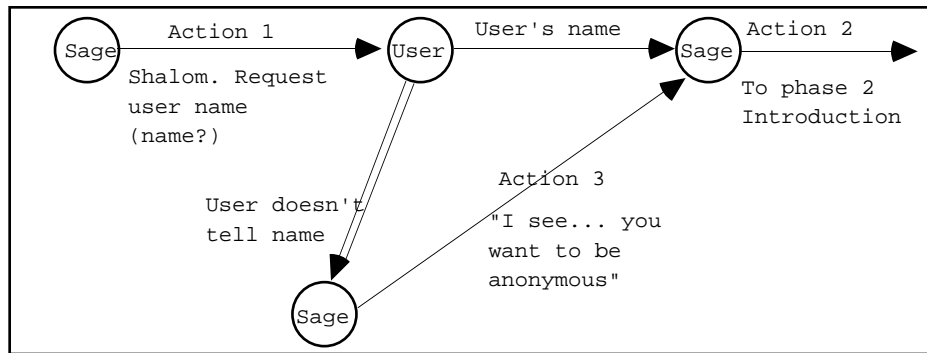 Action 1
User's name
Action 2
Sage
User
Sage
Shalom. Request
user name
(name?)
To phase 2
Introduction
Action 3
User doesn't
tell name
"I see... you
want to be
anonymous"
Sage